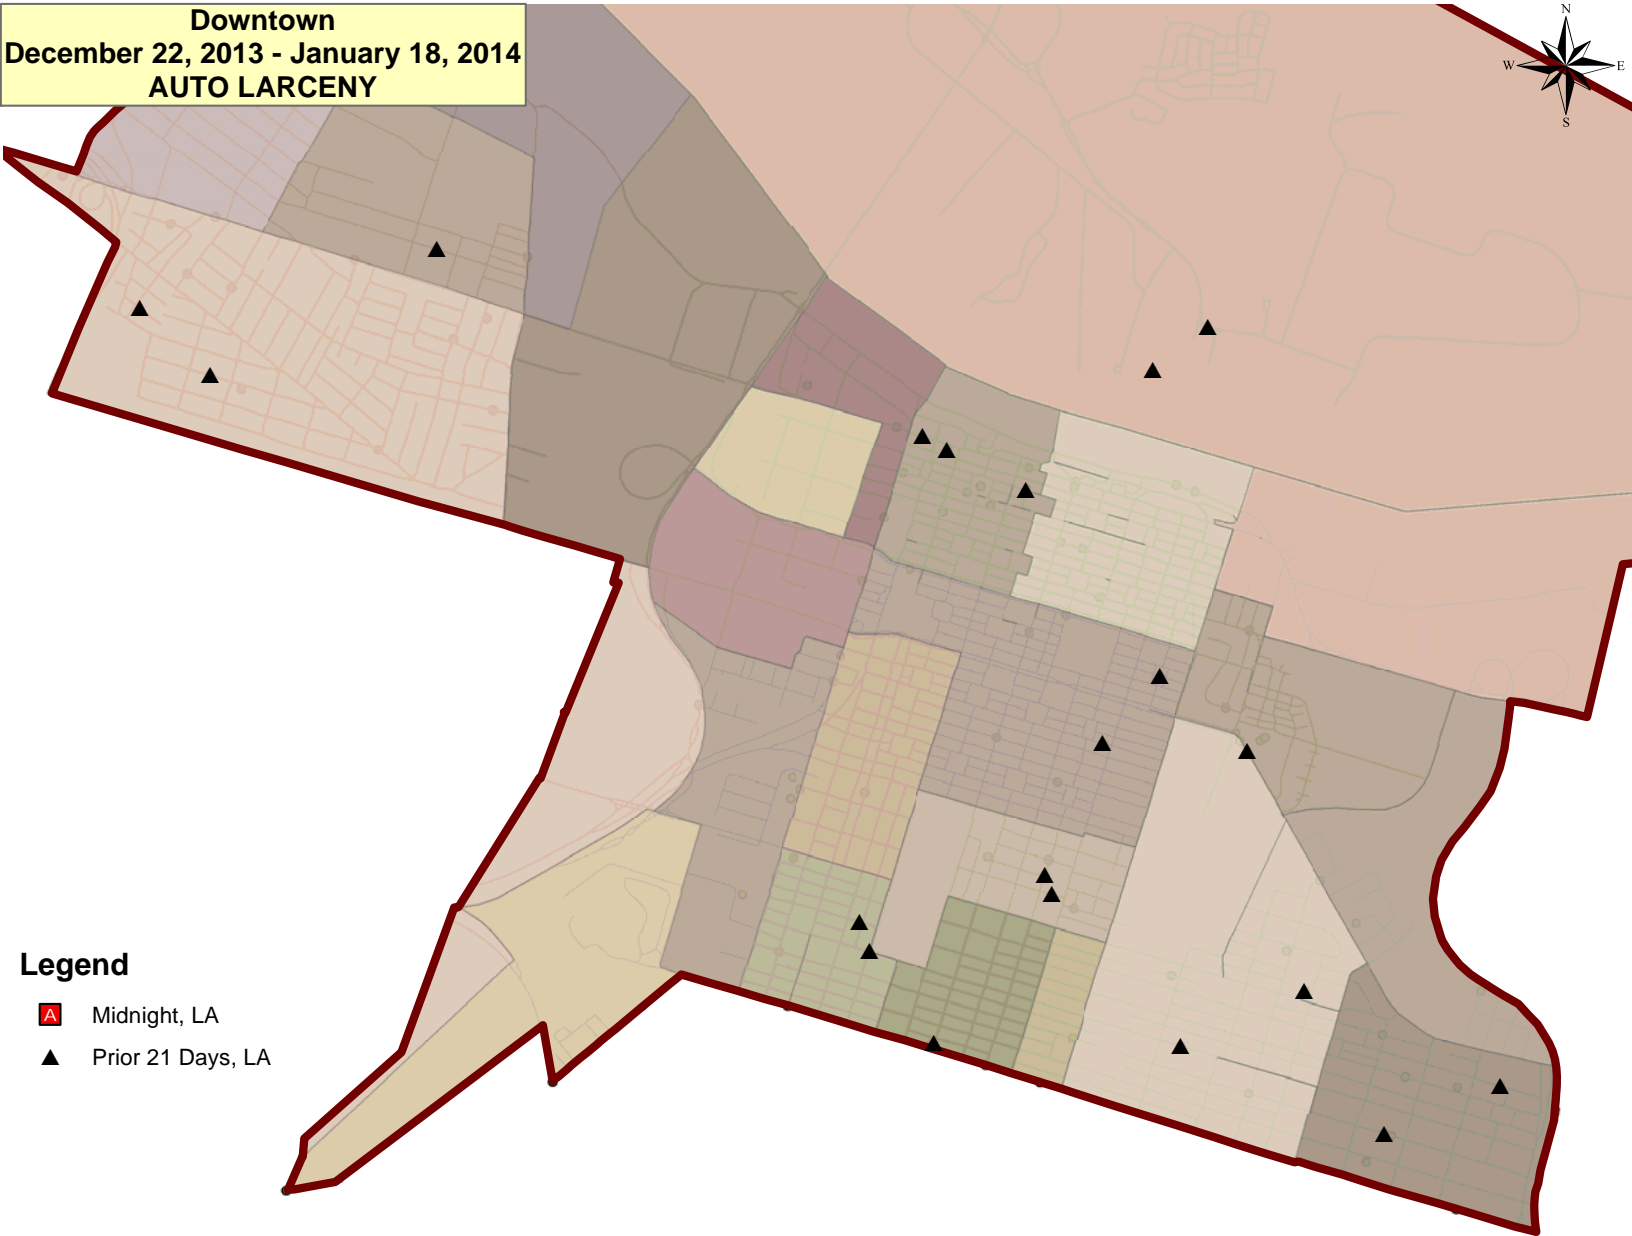 Downtown
December 22, 2013 - January 18, 2014
AUTO LARCENY
N
W
E
S
Legend
A Midnight, LA
Prior 21 Days, LA